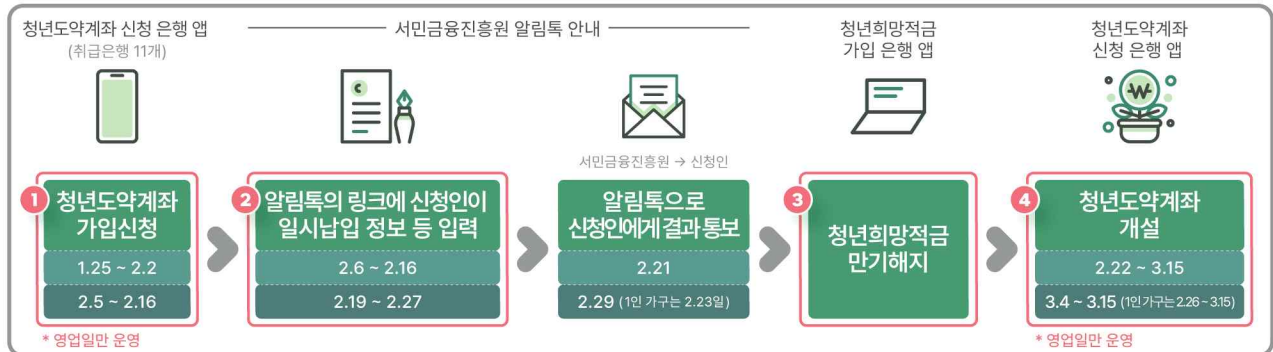 청년도약계좌 신청 은행 앱
(취급은행 11개)
서민금융진흥원 알림톡 안내
청년희망적금
가입 은행 앱
청년도약계좌
신청 은행 앱
서민금융진흥원 → 신청인
1
청년도약계좌
가입신청
1.25 ~ 2.2
2.5 ~ 2.16
* 영업일만 운영
2
알림톡의 링크에 신청인이
일시납입 정보 등 입력
2.6 ~ 2.16
2.19 ~ 2.27
알림톡으로
신청인에게 결과 통보
2.21
2.29 (1인 가구는 2.23일)
3
청년희망적금
만기해지
4
청년도약계좌
개설
2.22 ~ 3.15
3.4 ~ 3.15 (1인가구는 2.26 ~ 3.15)
* 영업일만 운영